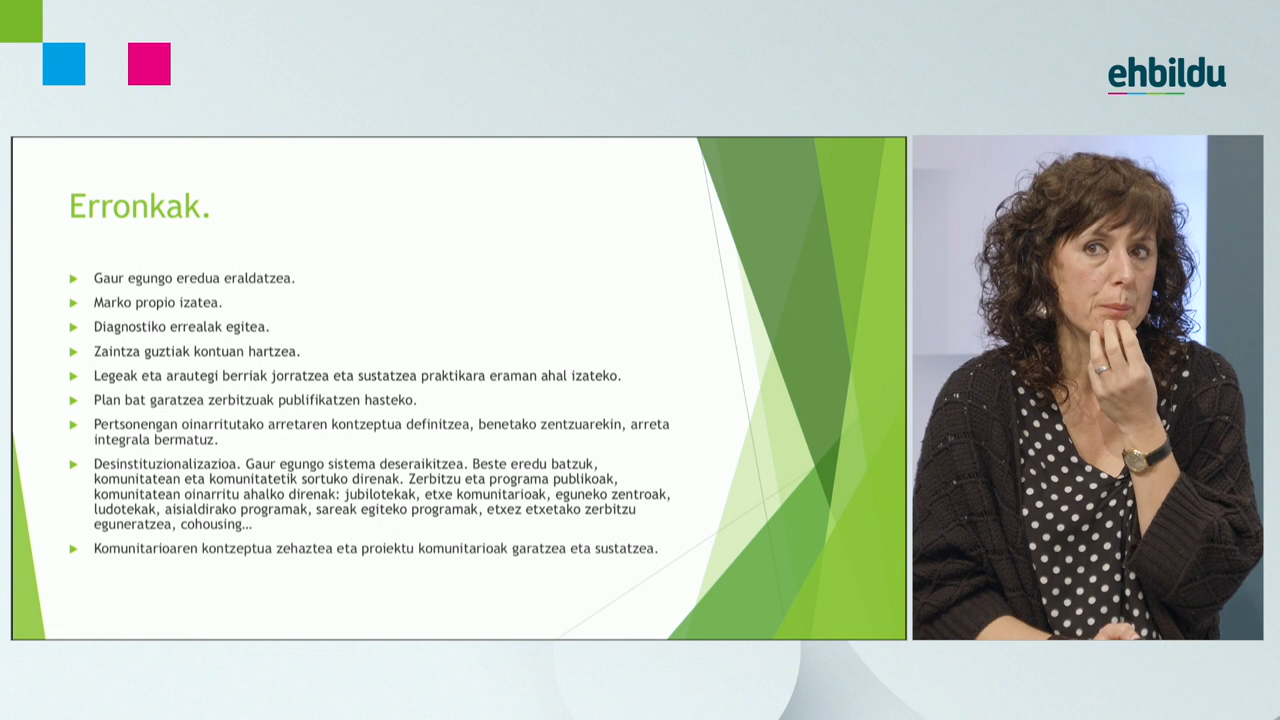 ehbildu
Erronkak.
Gaur egungo eredua eraldatzea.
Marko propio izatea.
Diagnostiko errealak egitea.
Zaintza guztiak kontuan hartzea.
Legeak eta arautegi berriak jorratzea eta sustatzea praktikara eraman ahal izateko.
Plan bat garatzea zerbitzuak publifikatzen hasteko.
Pertsonengan oinarritutako arretaren kontzeptua definitzea, benetako zentzuarekin, arreta
integrala bermatuz.
Desinstituzionalizazioa. Gaur egungo sistema deseraikitzea. Beste eredu batzuk,
komunitatean eta komunitatetik sortuko direnak. Zerbitzu eta programa publikoak,
komunitatean oinarritu ahalko direnak: jubilotekak, etxe komunitarioak, eguneko zentroak,
ludotekak, aisialdirako programak, sareak egiteko programak, etxez etxetako zerbitzu
eguneratzea, cohousing…
Komunitarioaren kontzeptua zehaztea eta proiektu komunitarioak garatzea eta sustatzea.